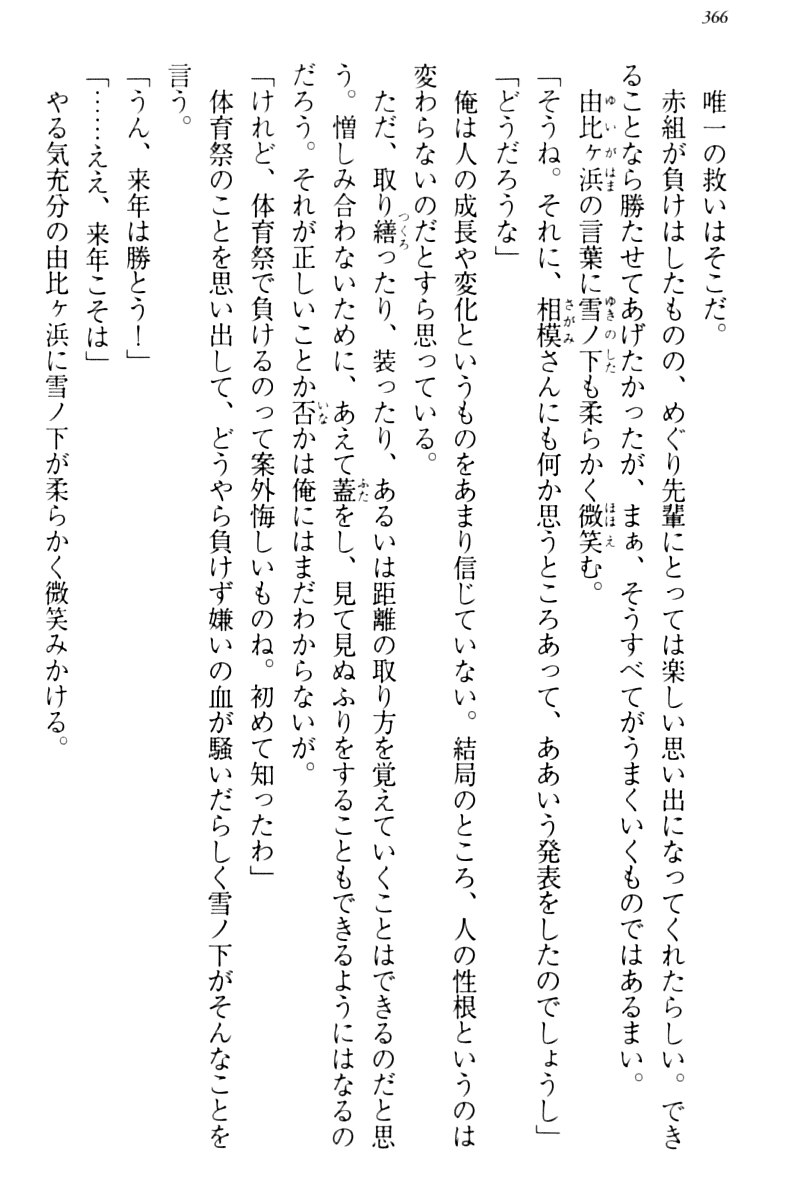 366
唯一の救いはそこだ。
赤組が負けはしたものの、めぐり先輩にとっては楽しい思い出になってくれたらしい。でき
ることなら勝たせてあげたかったが、まぁ、そうすべてがうまくいくものではあるまい。
由比ヶ浜の言葉に雪ノ下も柔らかく微笑む。
「そうね。それに、相模さんにも何か思うところあって、ああいう発表をしたのでしょうし」
「どうだろうな」
俺は人の成長や変化というものをあまり信じていない。結局のところ、人の性根というのは
変わらないのだとすら思っている。
ただ、取り繕ったり、装ったり、あるいは距離の取り方を覚えていくことはできるのだと思
う。憎しみ合わないために、あえて蓋をし、見て見ぬふりをすることもできるようにはなるの
だろう。それが正しいことか否かは俺にはまだわからないが。
「けれど、体育祭で負けるのって案外悔しいものね。初めて知ったわ」
体育祭のことを思い出して、どうやら負けず嫌いの血が騒いだらしく雪ノ下がそんなことを
言う。
「うん、来年は勝とう！」
「……ええ、来年こそは」
やる気充分の由比ヶ浜に雪ノ下が柔らかく微笑みかける。